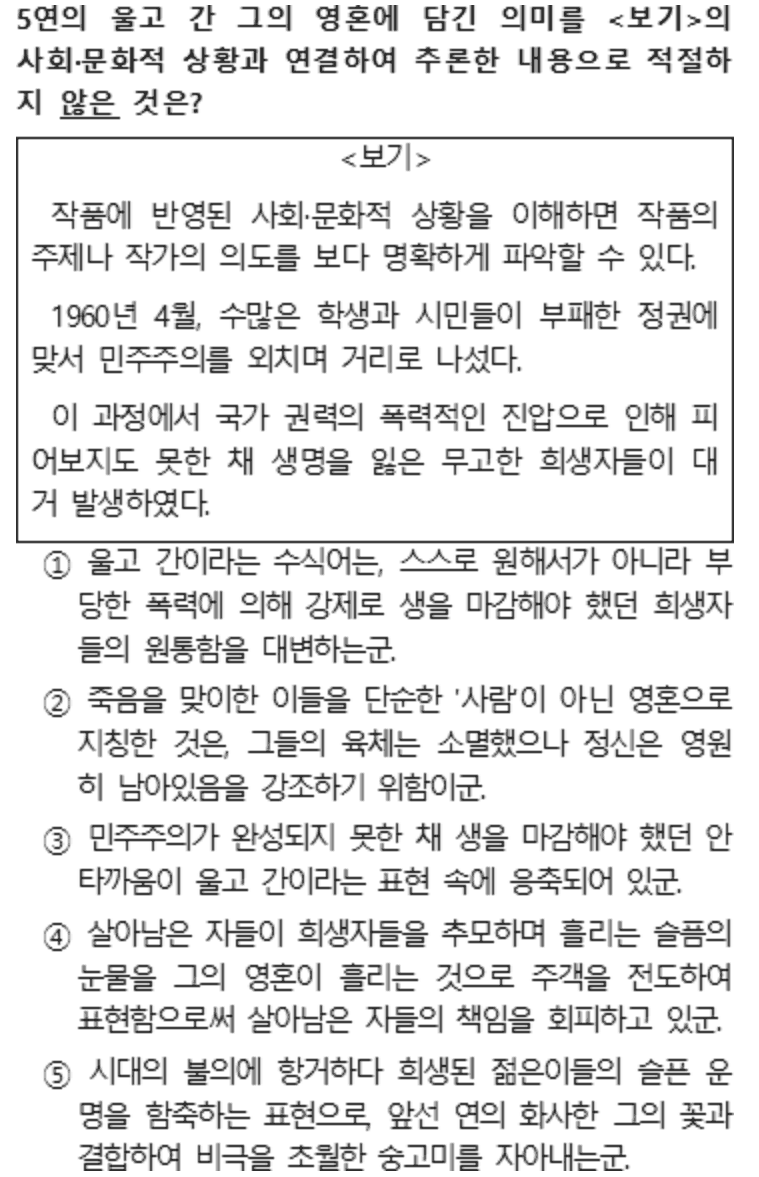 5연의 울고 간 그의 영혼에 담긴 의미를 <보기>의
사회·문화적 상황과 연결하여 추론한 내용으로 적절하
지 않은 것은?
<보기>
작품에 반영된 사회·문화적 상황을 이해하면 작품의
주제나 작가의 의도를 보다 명확하게 파악할 수 있다.
1960년 4월, 수많은 학생과 시민들이 부패한 정권에
맞서 민주주의를 외치며 거리로 나섰다.
이 과정에서 국가 권력의 폭력적인 진압으로 인해 피
어보지도 못한 채 생명을 잃은 무고한 희생자들이 대
거 발생하였다.
① 울고 간이라는 수식어는, 스스로 원해서가 아니라 부
당한 폭력에 의해 강제로 생을 마감해야 했던 희생자
들의 원통함을 대변하는군.
② 죽음을 맞이한 이들을 단순한 '사람'이 아닌 영혼으로
지칭한 것은, 그들의 육체는 소멸했으나 정신은 영원
히 남아있음을 강조하기 위함이군.
③ 민주주의가 완성되지 못한 채 생을 마감해야 했던 안
타까움이 울고 간이라는 표현 속에 응축되어 있군.
④ 살아남은 자들이 희생자들을 추모하며 흘리는 슬픔의
눈물을 그의 영혼이 흘리는 것으로 주객을 전도하여
표현함으로써 살아남은 자들의 책임을 회피하고 있군.
⑤ 시대의 불의에 항거하다 희생된 젊은이들의 슬픈 운
명을 함축하는 표현으로, 앞선 연의 화사한 그의 꽃과
결합하여 비극을 초월한 숭고미를 자아내는군.